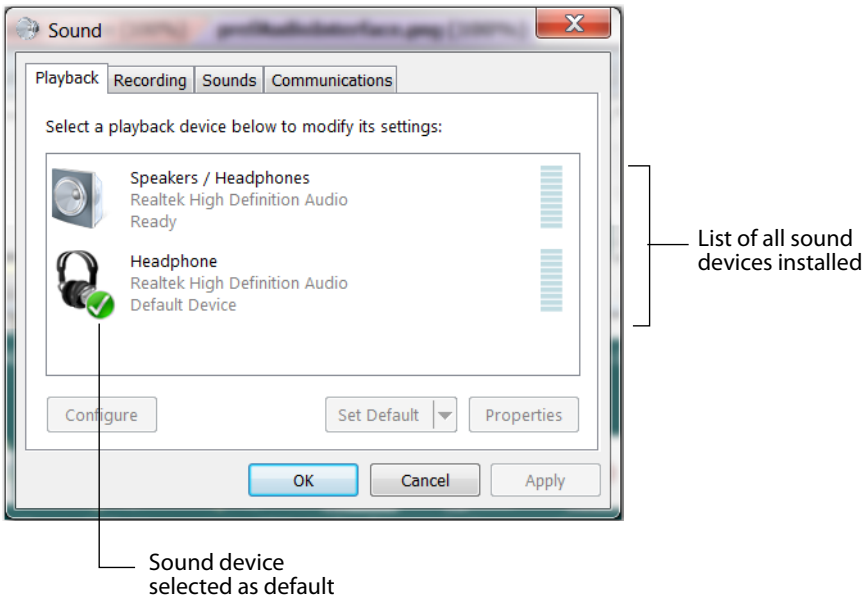 Sound
Playback Recording Sounds Communications
Select a playback device below to modify its settings:
Speakers / Headphones
Realtek High Definition Audio
Ready
Headphone
Realtek High Definition Audio
Default Device
List of all sound
devices installed
Configure Set Default Properties
OK Cancel Apply
Sound device
selected as default